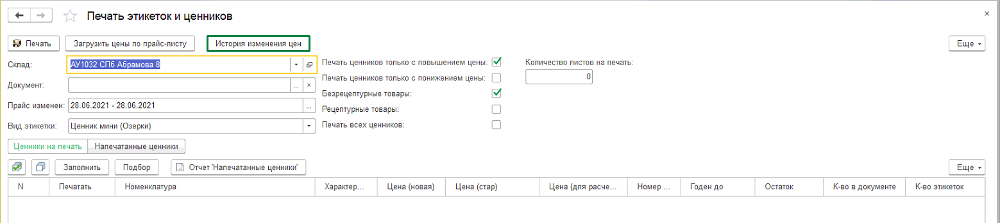 Печать этикеток и ценников
Печать Загрузить цены по прайс-листу История изменения цен Еще
Склад: АУ1032 СПб Абрамова 8 Печать ценников только с повышением цены: Количество листов на печать:
Документ: ... × Печать ценников только с понижением цены: 0
Безрецептурные товары:
Прайс изменен: 28.06.2021 - 28.06.2021 ... Рецептурные товары:
Вид этикетки: Ценник мини (Озерки) Печать всех ценников:
Ценники на печать Напечатанные ценники
Заполнить Подбор Отчет 'Напечатанные ценники' Еще
N Печатать Номенклатура Характер... Цена (новая) Цена (стар) Цена (для расче... Номер ... Годен до Остаток К-во в документе К-во этикеток